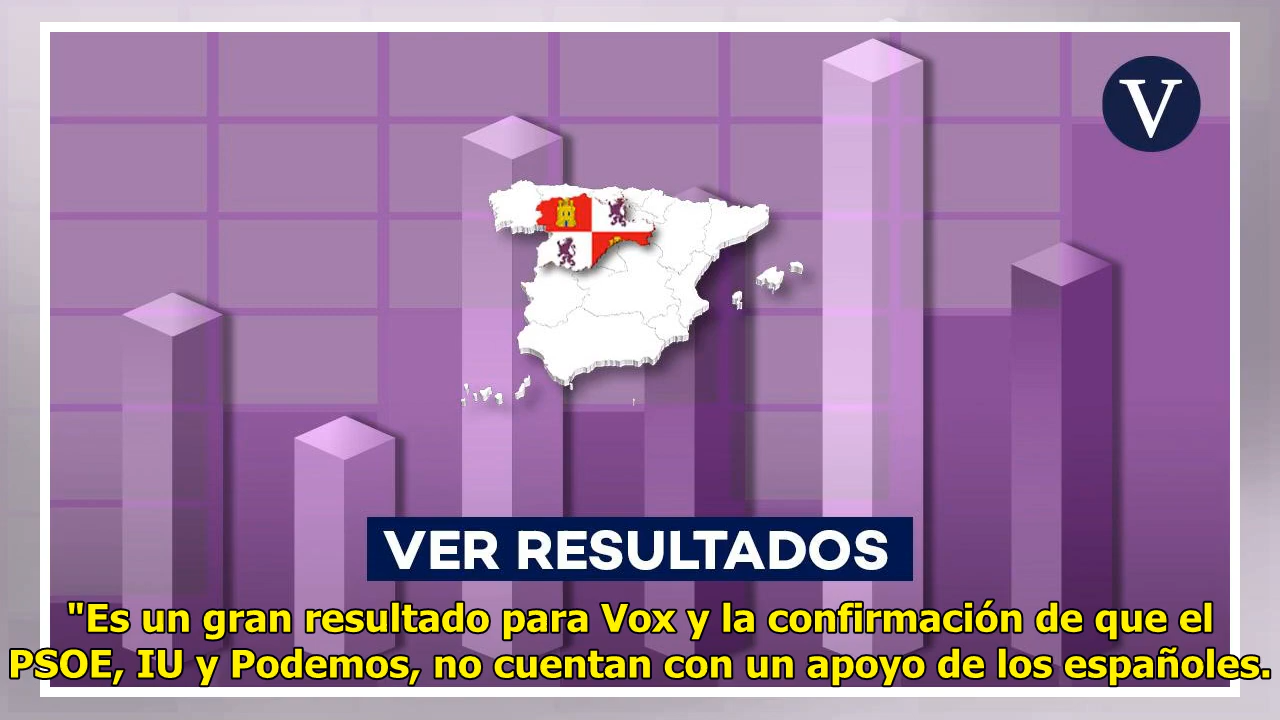 V
VER RESULTADOS
"Es un gran resultado para Vox y la confirmación de que el
PSOE, IU y Podemos, no cuentan con un apoyo de los españoles.